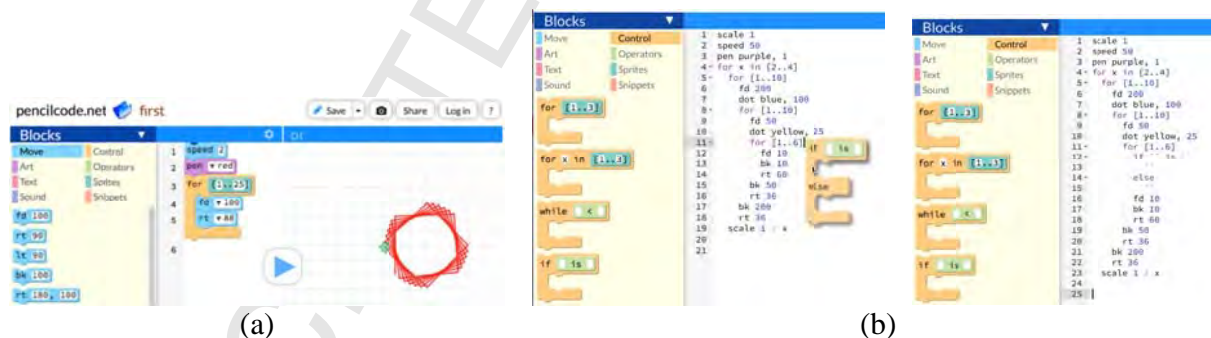 pencilcode.net first
Save Share Log in ?
Blocks
Move Control
Art Operators
Text Sprites
Sound Snippets
fd 100
rt 90
lt 90
bk 100
rt 180, 100
1 speed 2
2 pen red
3 for [1..25]
4 fd 100
5 rt 88
6
(a)
Blocks
Move Control
Art Operators
Text Sprites
Sound Snippets
for [1..3]
for x in [1..3]
while <
if is
1 scale 1
2 speed 50
3 pen purple, 1
4 for x in [2..4]
5 for [1..10]
6 fd 200
7 dot blue, 100
8 for [1..10]
9 fd 50
10 dot yellow, 25
11 for [1..6]
12 fd 10
13 bk 10
14 rt 60
15 bk 50
16 rt 36
17 bk 200
18 rt 36
19 scale 1 / x
20
21
if is
else
Blocks
Move Control
Art Operators
Text Sprites
Sound Snippets
for [1..3]
for x in [1..3]
while <
if is
1 scale 1
2 speed 50
3 pen purple, 1
4 for x in [2..4]
5 for [1..10]
6 fd 200
7 dot blue, 100
8 for [1..10]
9 fd 50
10 dot yellow, 25
11 for [1..6]
12 if `` is ``
13 ``
14 else
15 ``
16 fd 10
18 bk 10
18 rt 60
19 bk 50
20 rt 36
21 bk 200
22 rt 36
23 scale 1 / x
24
25
(b)